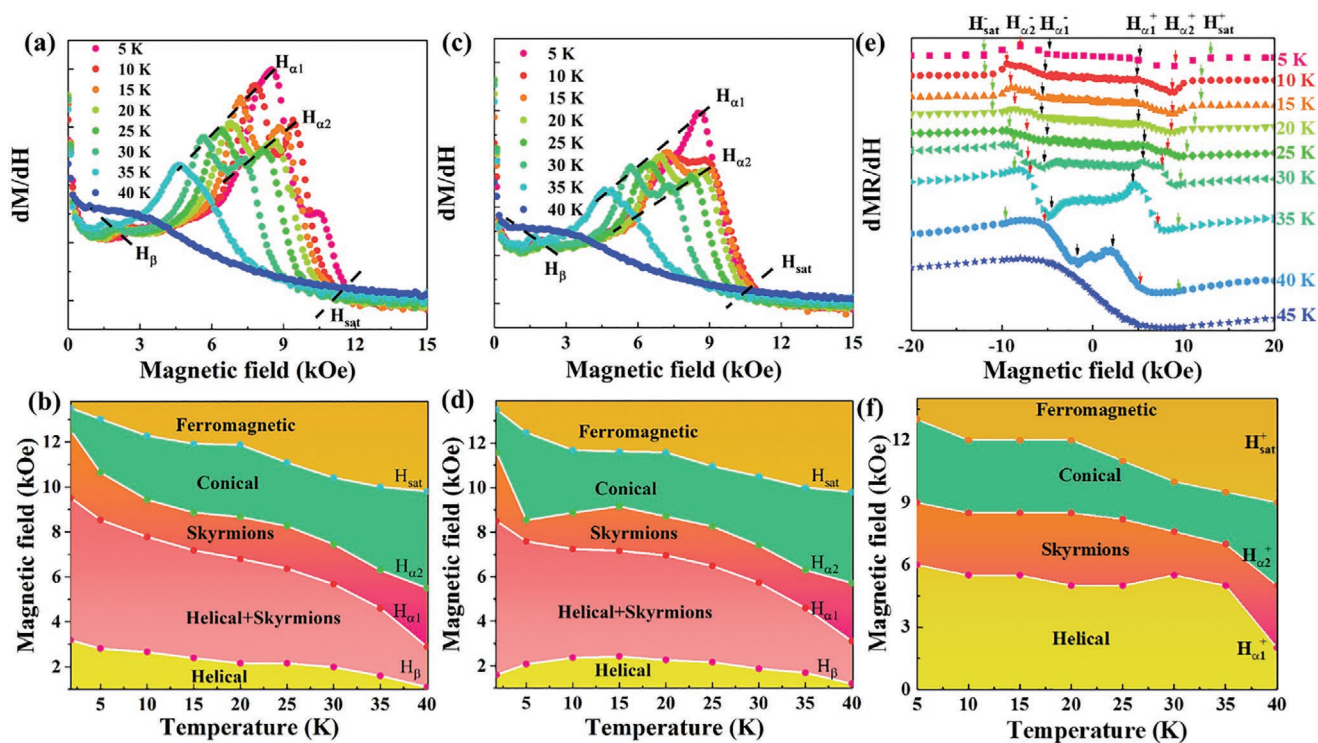 (a)
5 K
10 K
15 K
20 K
25 K
30 K
35 K
40 K
Hα1
Hα2
Hβ
Hsat
dM/dH
0 3 6 9 12 15
Magnetic field (kOe)
(c)
5 K
10 K
15 K
20 K
25 K
30 K
35 K
40 K
Hα1
Hα2
Hβ
Hsat
dM/dH
0 3 6 9 12 15
Magnetic field (kOe)
(e)
H⁻sat H⁻α2 H⁻α1 H⁺α1 H⁺α2 H⁺sat
5 K
10 K
15 K
20 K
25 K
30 K
35 K
40 K
45 K
dMR/dH
-20 -10 0 10 20
Magnetic field (kOe)
(b)
Ferromagnetic
Hsat
Conical
Skyrmions
Hα2
Helical+Skyrmions
Hα1
Hβ
Helical
Magnetic field (kOe)
12
10
8
6
4
2
5 10 15 20 25 30 35 40
Temperature (K)
(d)
Ferromagnetic
Hsat
Conical
Skyrmions
Hα2
Helical+Skyrmions
Hα1
Hβ
Helical
Magnetic field (kOe)
12
10
8
6
4
2
5 10 15 20 25 30 35 40
Temperature (K)
(f)
Ferromagnetic
H⁺sat
Conical
H⁺α2
Skyrmions
Helical
H⁺α1
Magnetic field (kOe)
12
9
6
3
0
5 10 15 20 25 30 35 40
Temperature (K)